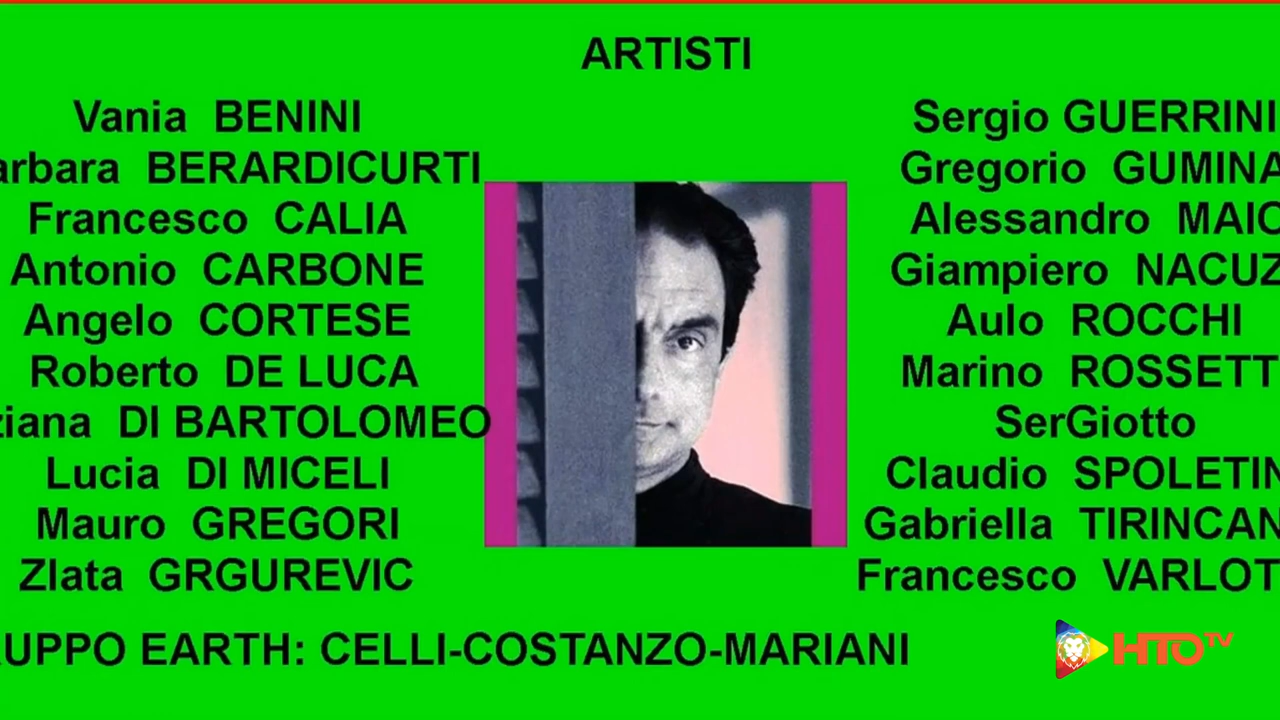 ARTISTI
Vania BENINI
arbara BERARDICURTI
Francesco CALIA
Antonio CARBONE
Angelo CORTESE
Roberto DE LUCA
ziana DI BARTOLOMEO
Lucia DI MICELI
Mauro GREGORI
Zlata GRGUREVIC
Sergio GUERRINI
Gregorio GUMINA
Alessandro MAIO
Giampiero NACUZ
Aulo ROCCHI
Marino ROSSETT
SerGiotto
Claudio SPOLETIN
Gabriella TIRINCAN
Francesco VARLOT
RUPPO EARTH: CELLI-COSTANZO-MARIANI
HTO TV